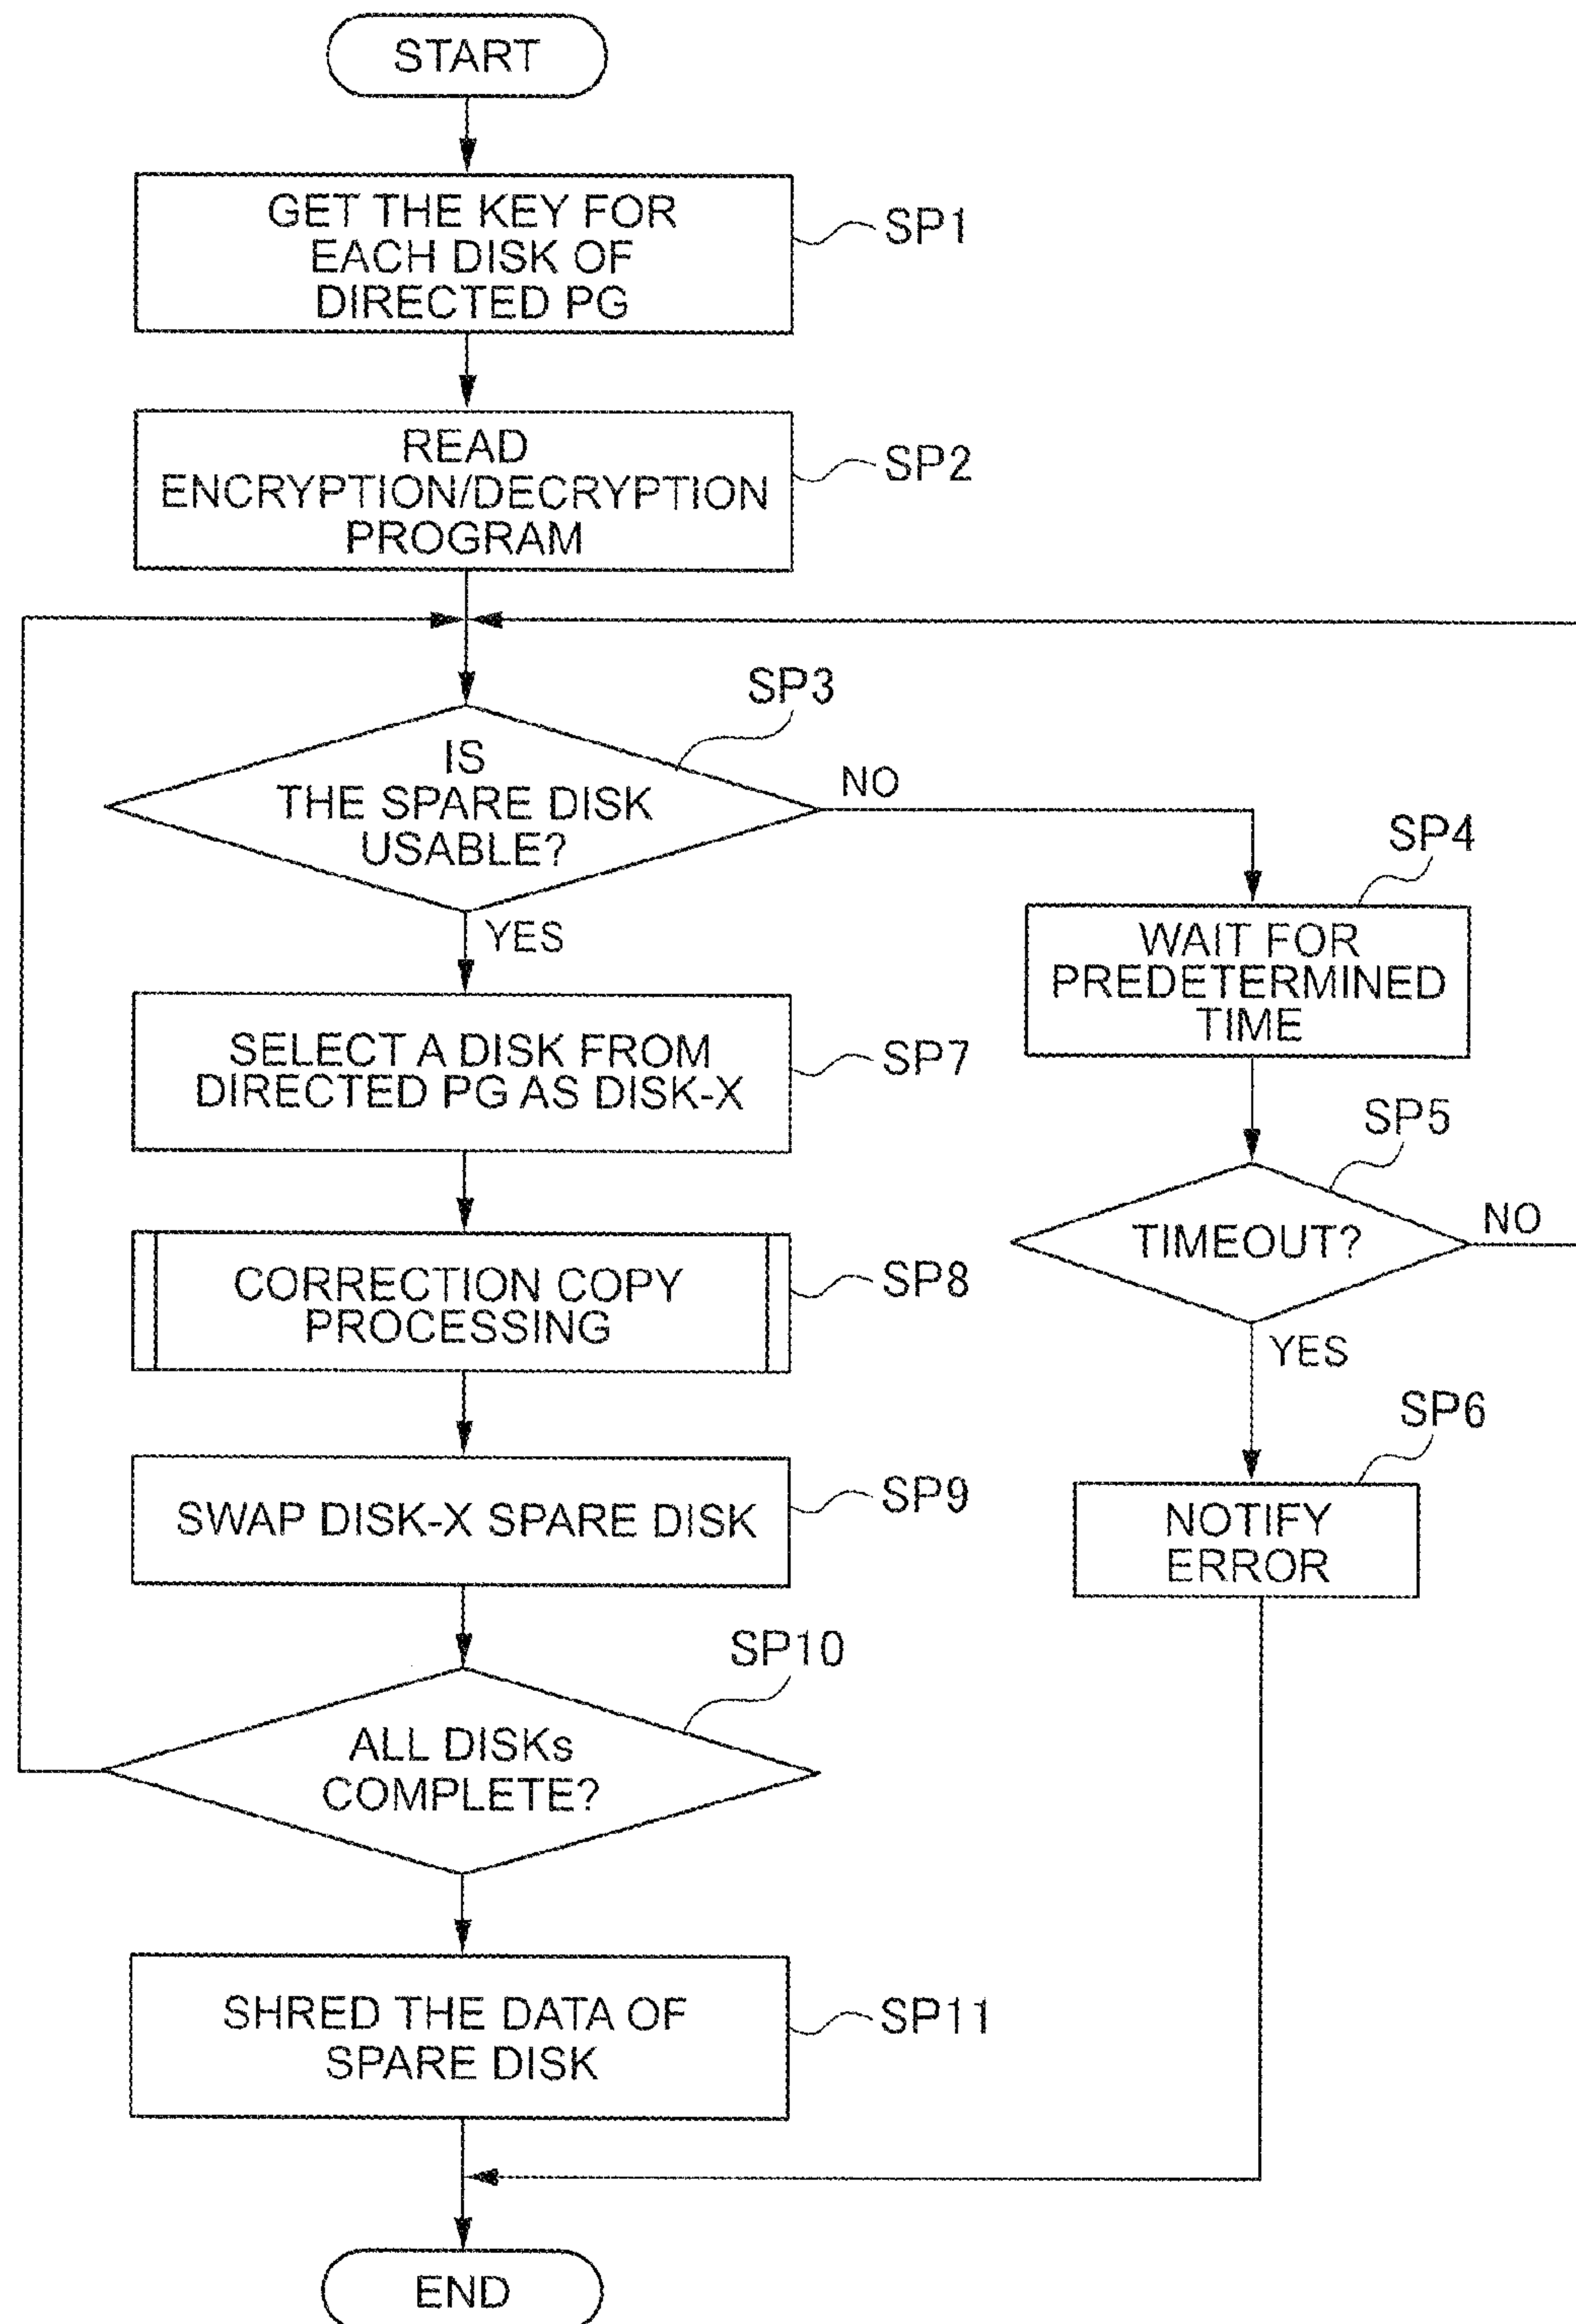 START
GET THE KEY FOR
EACH DISK OF
DIRECTED PG
SP1
READ
ENCRYPTION/DECRYPTION
PROGRAM
SP2
SP3
IS
THE SPARE DISK
USABLE?
NO
YES
SP4
WAIT FOR
PREDETERMINED
TIME
SELECT A DISK FROM
DIRECTED PG AS DISK-X
SP7
SP5
TIMEOUT?
NO
YES
CORRECTION COPY
PROCESSING
SP8
SP6
NOTIFY
ERROR
SWAP DISK-X SPARE DISK
SP9
SP10
ALL DISKs
COMPLETE?
SHRED THE DATA OF
SPARE DISK
SP11
END